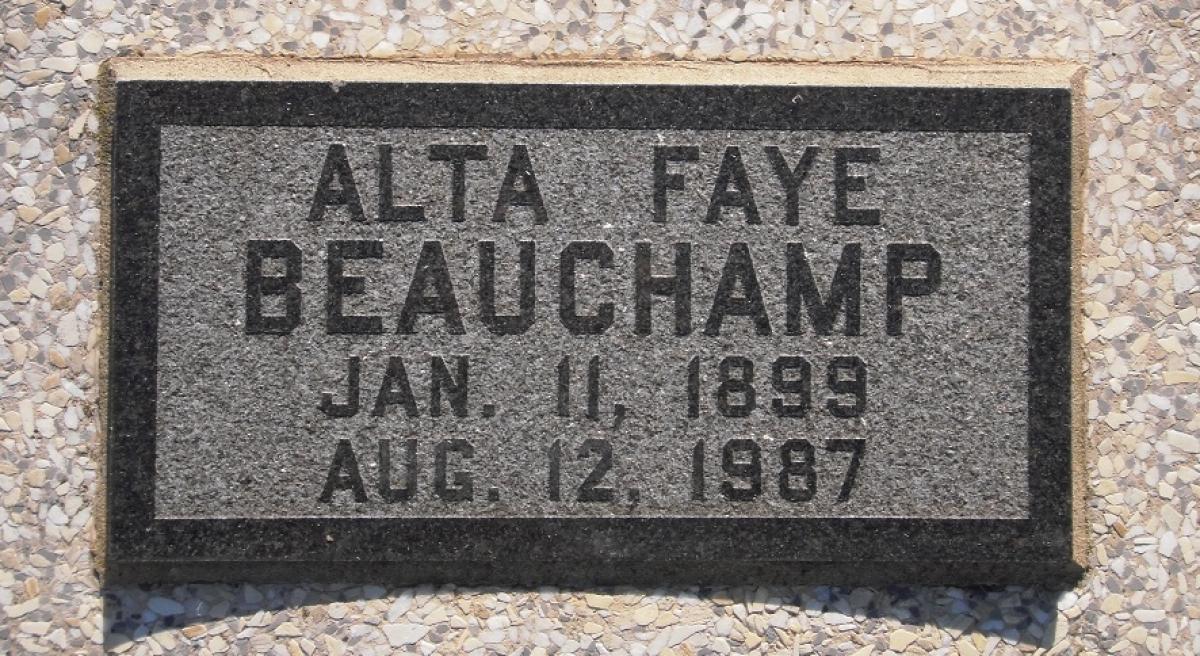 ALTA FAYE
BEAUCHAMP
JAN. 11, 1899
AUG. 12, 1987